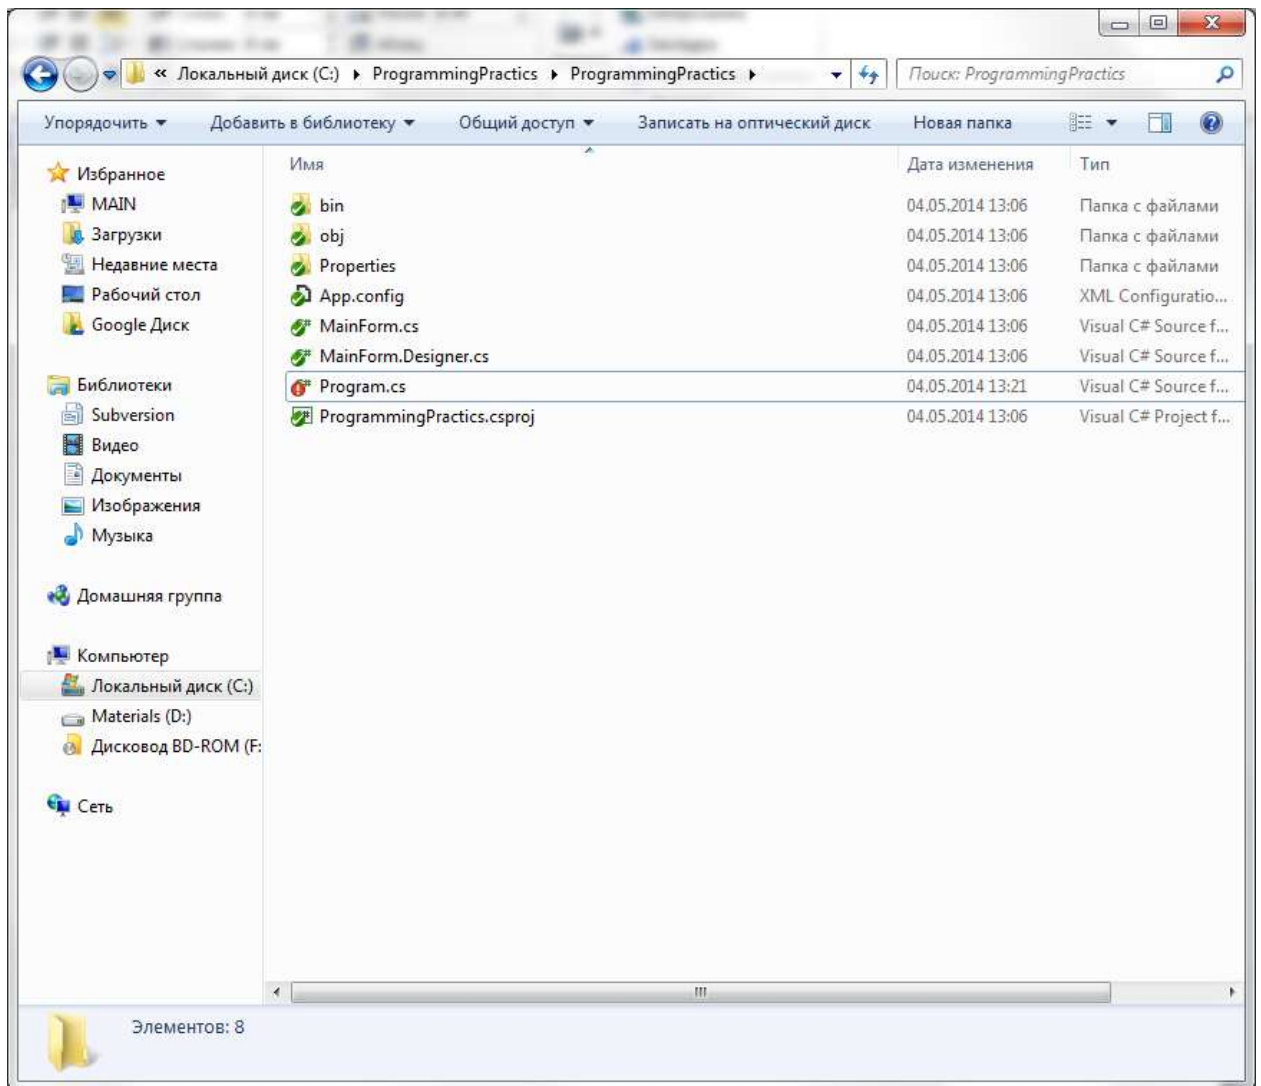 « Локальный диск (C:) ProgrammingPractics ProgrammingPractics Поиск: ProgrammingPractics
Упорядочить Добавить в библиотеку Общий доступ Записать на оптический диск Новая папка
Имя Дата изменения Тип
bin 04.05.2014 13:06 Папка с файлами
obj 04.05.2014 13:06 Папка с файлами
Properties 04.05.2014 13:06 Папка с файлами
App.config 04.05.2014 13:06 XML Configuratio...
MainForm.cs 04.05.2014 13:06 Visual C# Source f...
MainForm.Designer.cs 04.05.2014 13:06 Visual C# Source f...
Program.cs 04.05.2014 13:21 Visual C# Source f...
ProgrammingPractics.csproj 04.05.2014 13:06 Visual C# Project f...
Избранное
MAIN
Загрузки
Недавние места
Рабочий стол
Google Диск
Библиотеки
Subversion
Видео
Документы
Изображения
Музыка
Домашняя группа
Компьютер
Локальный диск (C:)
Materials (D:)
Дисковод BD-ROM (F:
Сеть
Элементов: 8